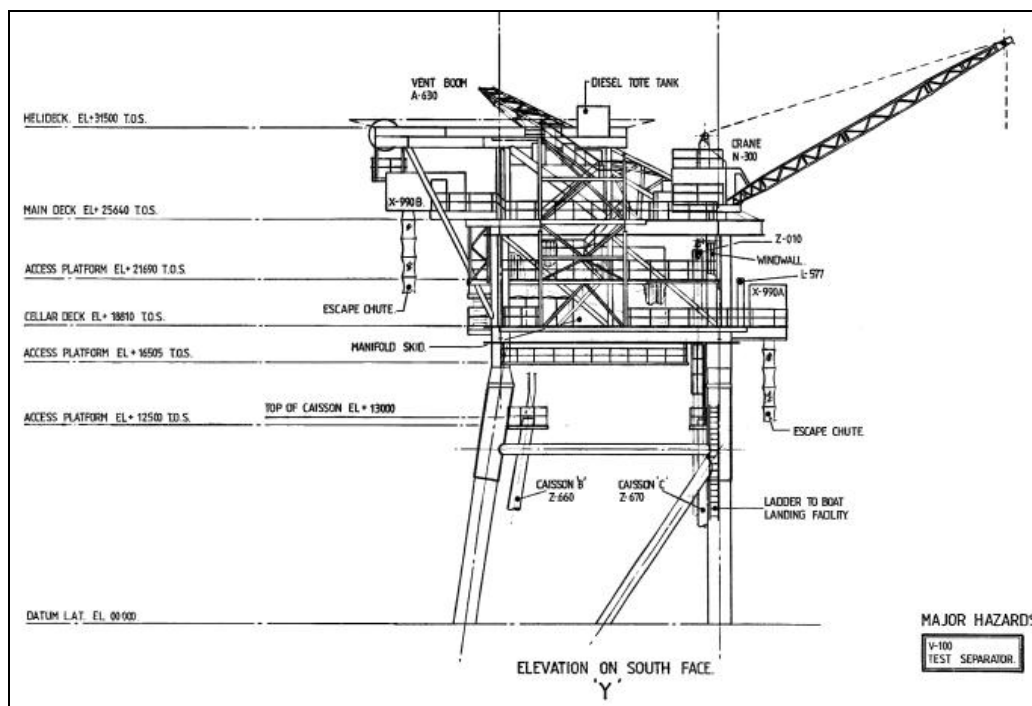 VENT BOOM
A-630
DIESEL TOTE TANK
HELIDECK. EL+31500 T.O.S.
CRANE
N-300
X-990B.
MAIN DECK EL+ 25640 T.O.S.
Z-010
WINDWALL.
ACCESS PLATFORM EL+ 21690 T.O.S.
L-577
X-990A
ESCAPE CHUTE.
CELLAR DECK EL+ 18810 T.O.S.
MANIFOLD SKID.
ACCESS PLATFORM EL+ 16505 T.O.S.
TOP OF CAISSON EL+ 13000
ACCESS PLATFORM EL+ 12500 T.O.S.
ESCAPE CHUTE.
CAISSON 'B'
Z-660
CAISSON 'C'
Z-670
LADDER TO BOAT
LANDING FACILITY
DATUM L.A.T. EL 00·000
MAJOR HAZARDS
V-100
TEST SEPARATOR.
ELEVATION ON SOUTH FACE.
'Y'